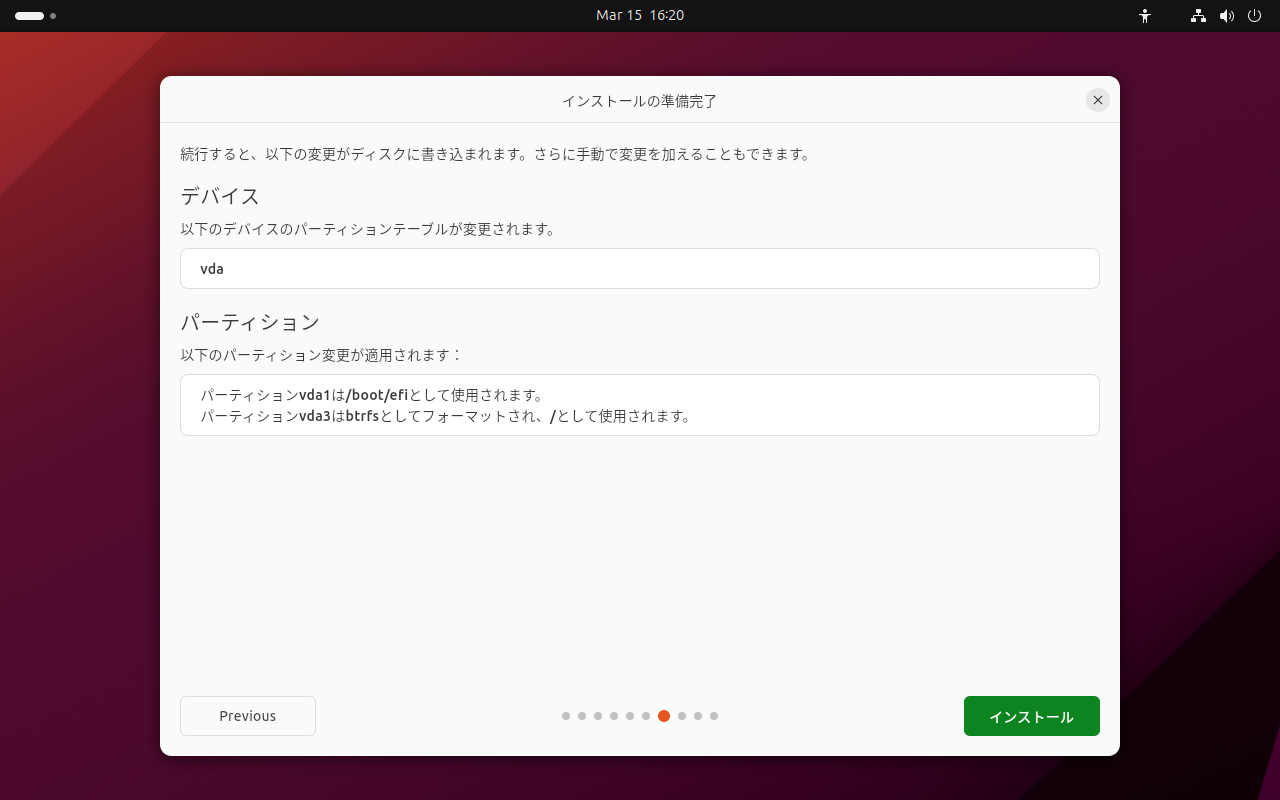 Mar 15 16:20
インストールの準備完了
続行すると、以下の変更がディスクに書き込まれます。さらに手動で変更を加えることもできます。
デバイス
以下のデバイスのパーティションテーブルが変更されます。
vda
パーティション
以下のパーティション変更が適用されます：
パーティションvda1は/boot/efiとして使用されます。
パーティションvda3はbtrfsとしてフォーマットされ、/として使用されます。
Previous
インストール